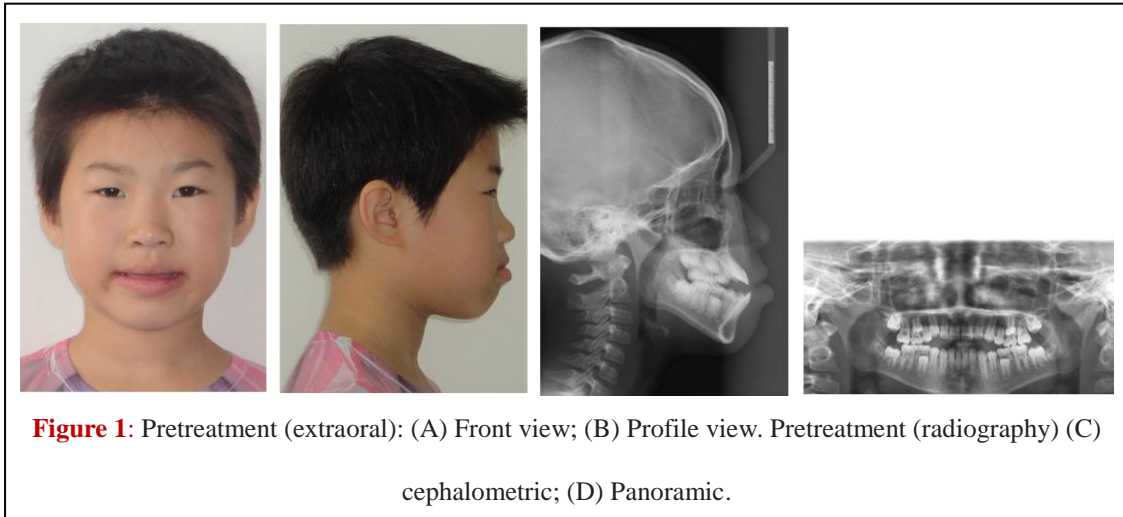 Figure 1: Pretreatment (extraoral): (A) Front view; (B) Profile view. Pretreatment (radiography) (C)
cephalometric; (D) Panoramic.